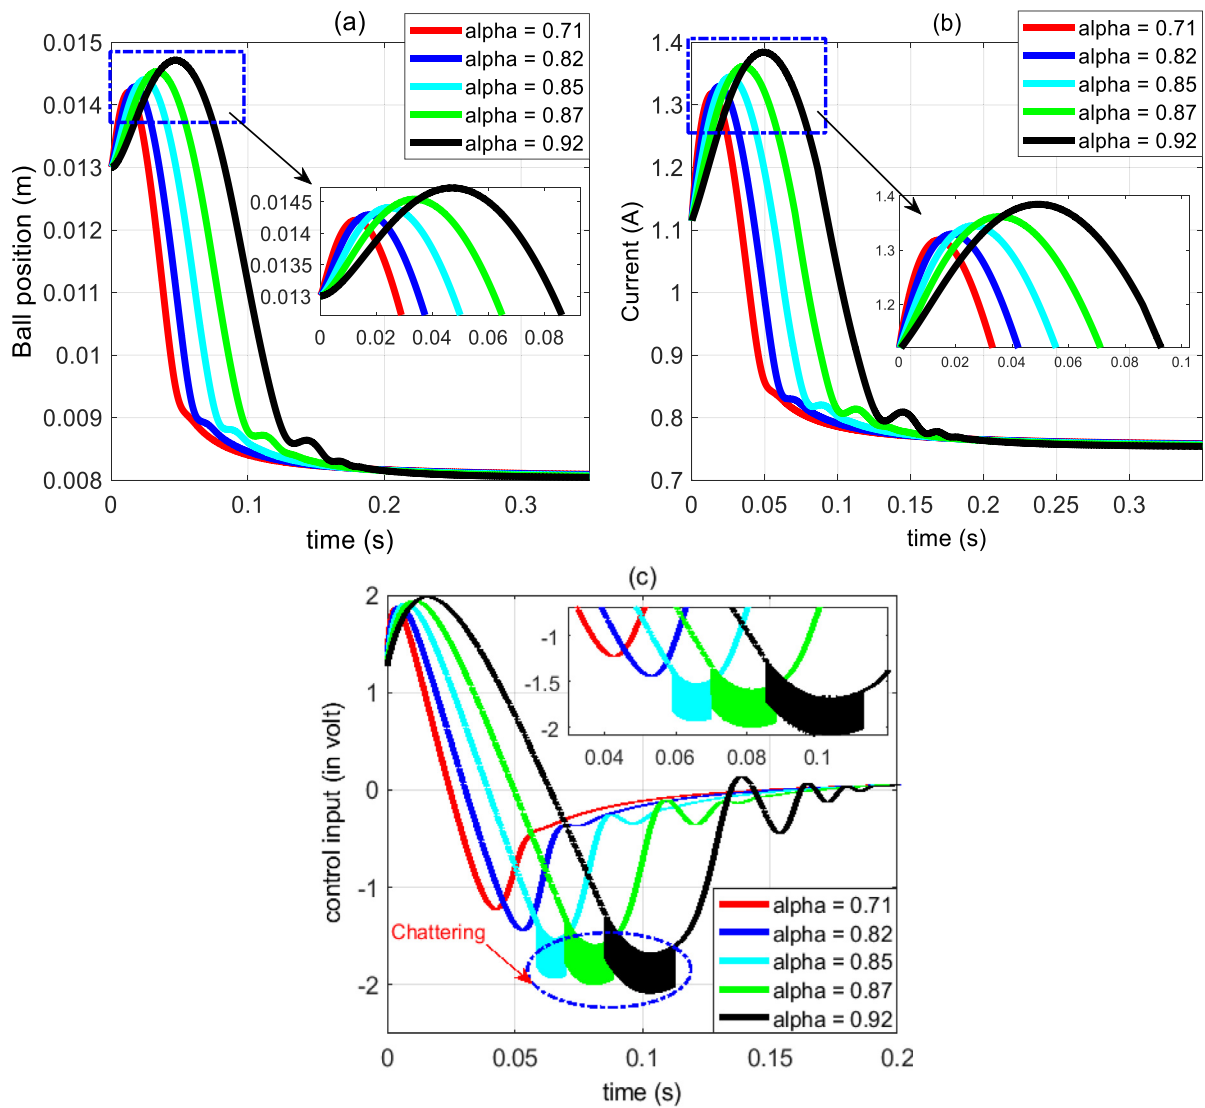 (a)
alpha = 0.71
alpha = 0.82
alpha = 0.85
alpha = 0.87
alpha = 0.92
0.015
0.014
0.013
0.012
0.011
0.01
0.009
0.008
Ball position (m)
0 0.1 0.2 0.3
time (s)
0.0145
0.014
0.0135
0.013
0 0.02 0.04 0.06 0.08
(b)
alpha = 0.71
alpha = 0.82
alpha = 0.85
alpha = 0.87
alpha = 0.92
1.4
1.3
1.2
1.1
1
0.9
0.8
0.7
Current (A)
0 0.05 0.1 0.15 0.2 0.25 0.3
time (s)
1.4
1.3
1.2
0 0.02 0.04 0.06 0.08 0.1
(c)
2
1
0
-1
-2
control input (in volt)
0 0.05 0.1 0.15 0.2
time (s)
-1
-1.5
-2
0.04 0.06 0.08 0.1
Chattering
alpha = 0.71
alpha = 0.82
alpha = 0.85
alpha = 0.87
alpha = 0.92